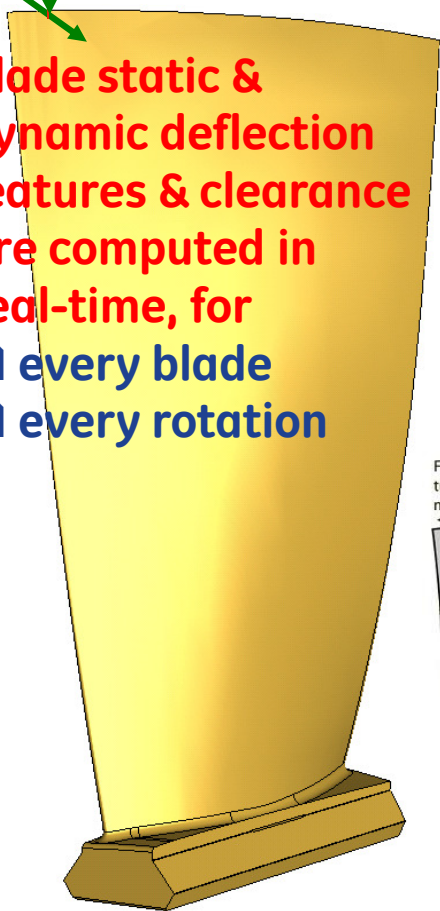 lade static &
ynamic deflection
eatures & clearance
re computed in
eal-time, for
every blade
every rotation